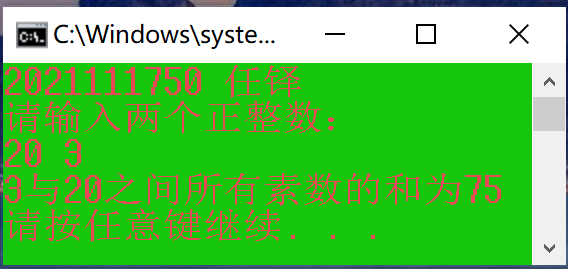 C:\Windows\syste...
2021111750 任铎
请输入两个正整数：
20 3
3与20之间所有素数的和为75
请按任意键继续. . .